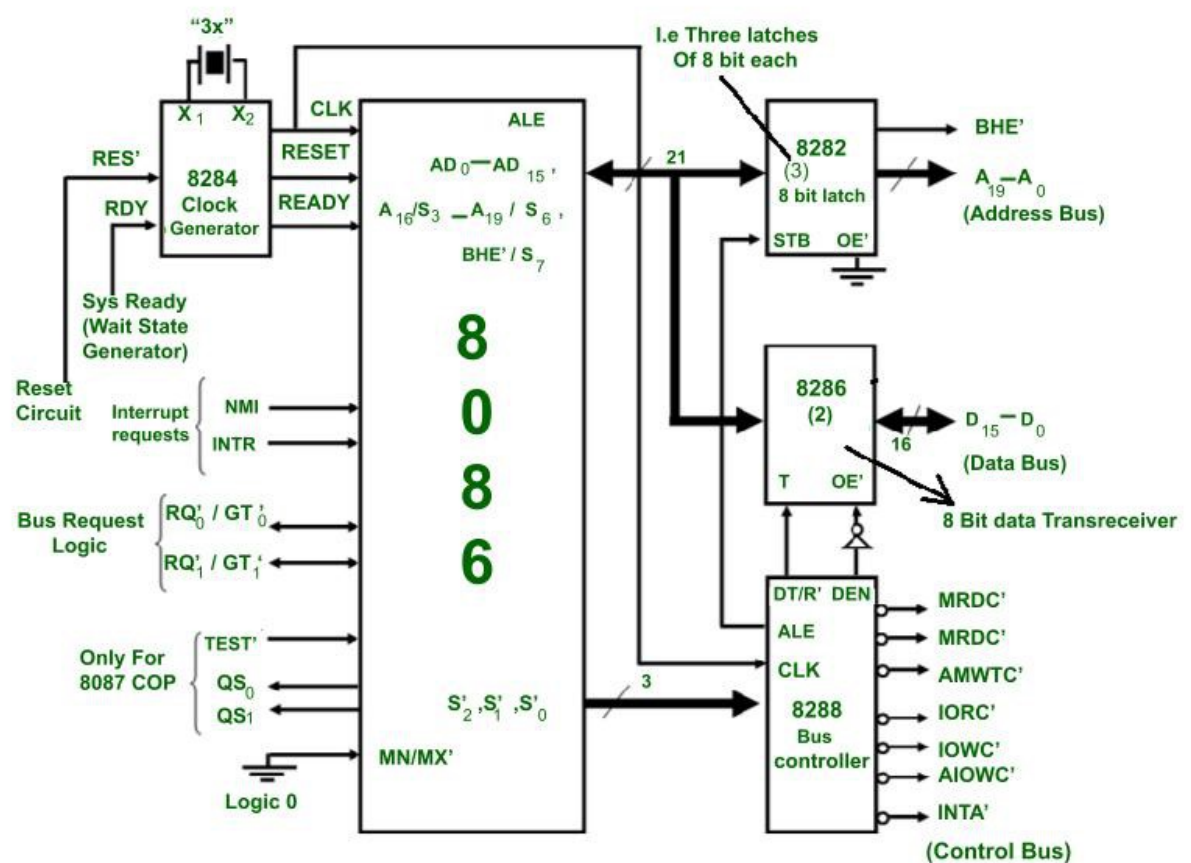 “3x”
I.e Three latches
Of 8 bit each
X1 X2
8284
Clock
Generator
RES’
RDY
CLK
RESET
READY
Sys Ready
(Wait State
Generator)
Reset
Circuit
ALE
AD0—AD15,
A16/S3 – A19 / S6,
BHE’ / S7
8
0
8
6
S’2,S’1,S’0
MN/MX’
Interrupt
requests
NMI
INTR
Bus Request
Logic
RQ’0 / GT’0
RQ’1 / GT’1
Only For
8087 COP
TEST’
QS0
QS1
Logic 0
21
8282
(3)
8 bit latch
STB OE’
BHE’
A19—A0
(Address Bus)
8286
(2)
T OE’
16
D15—D0
(Data Bus)
8 Bit data Transreceiver
3
DT/R’ DEN
ALE
CLK
8288
Bus
controller
MRDC’
MRDC’
AMWTC’
IORC’
IOWC’
AIOWC’
INTA’
(Control Bus)